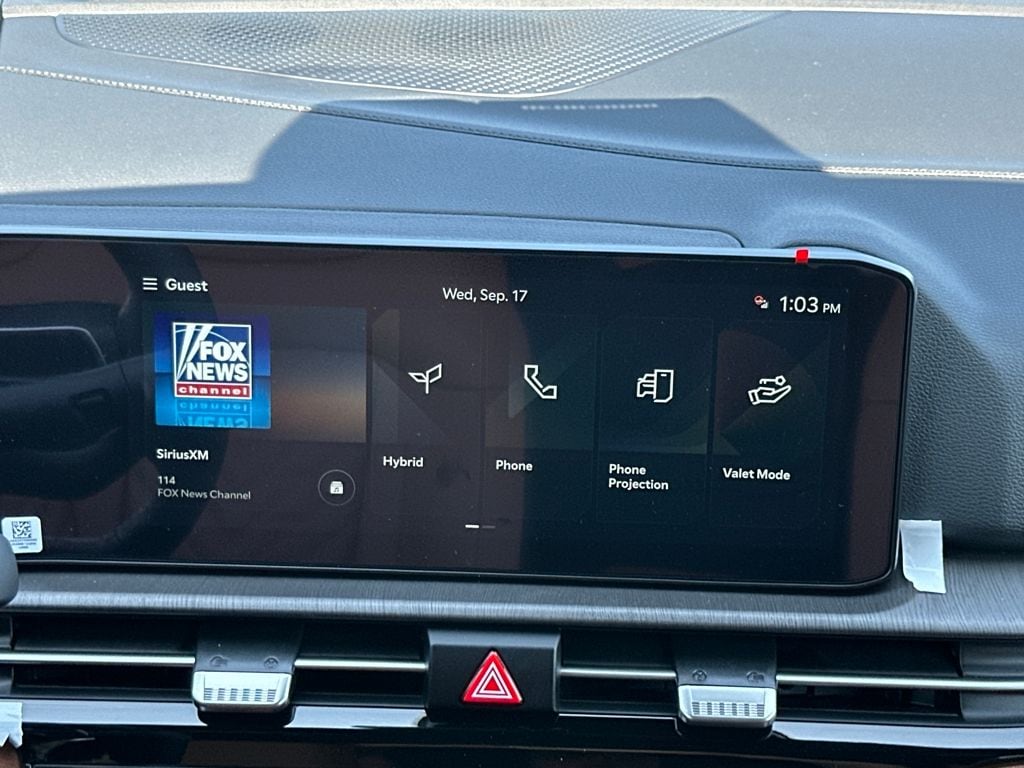 Guest
Wed, Sep. 17
1:03 PM
FOX
NEWS
channel
SiriusXM
114
FOX News Channel
Hybrid
Phone
Phone
Projection
Valet Mode